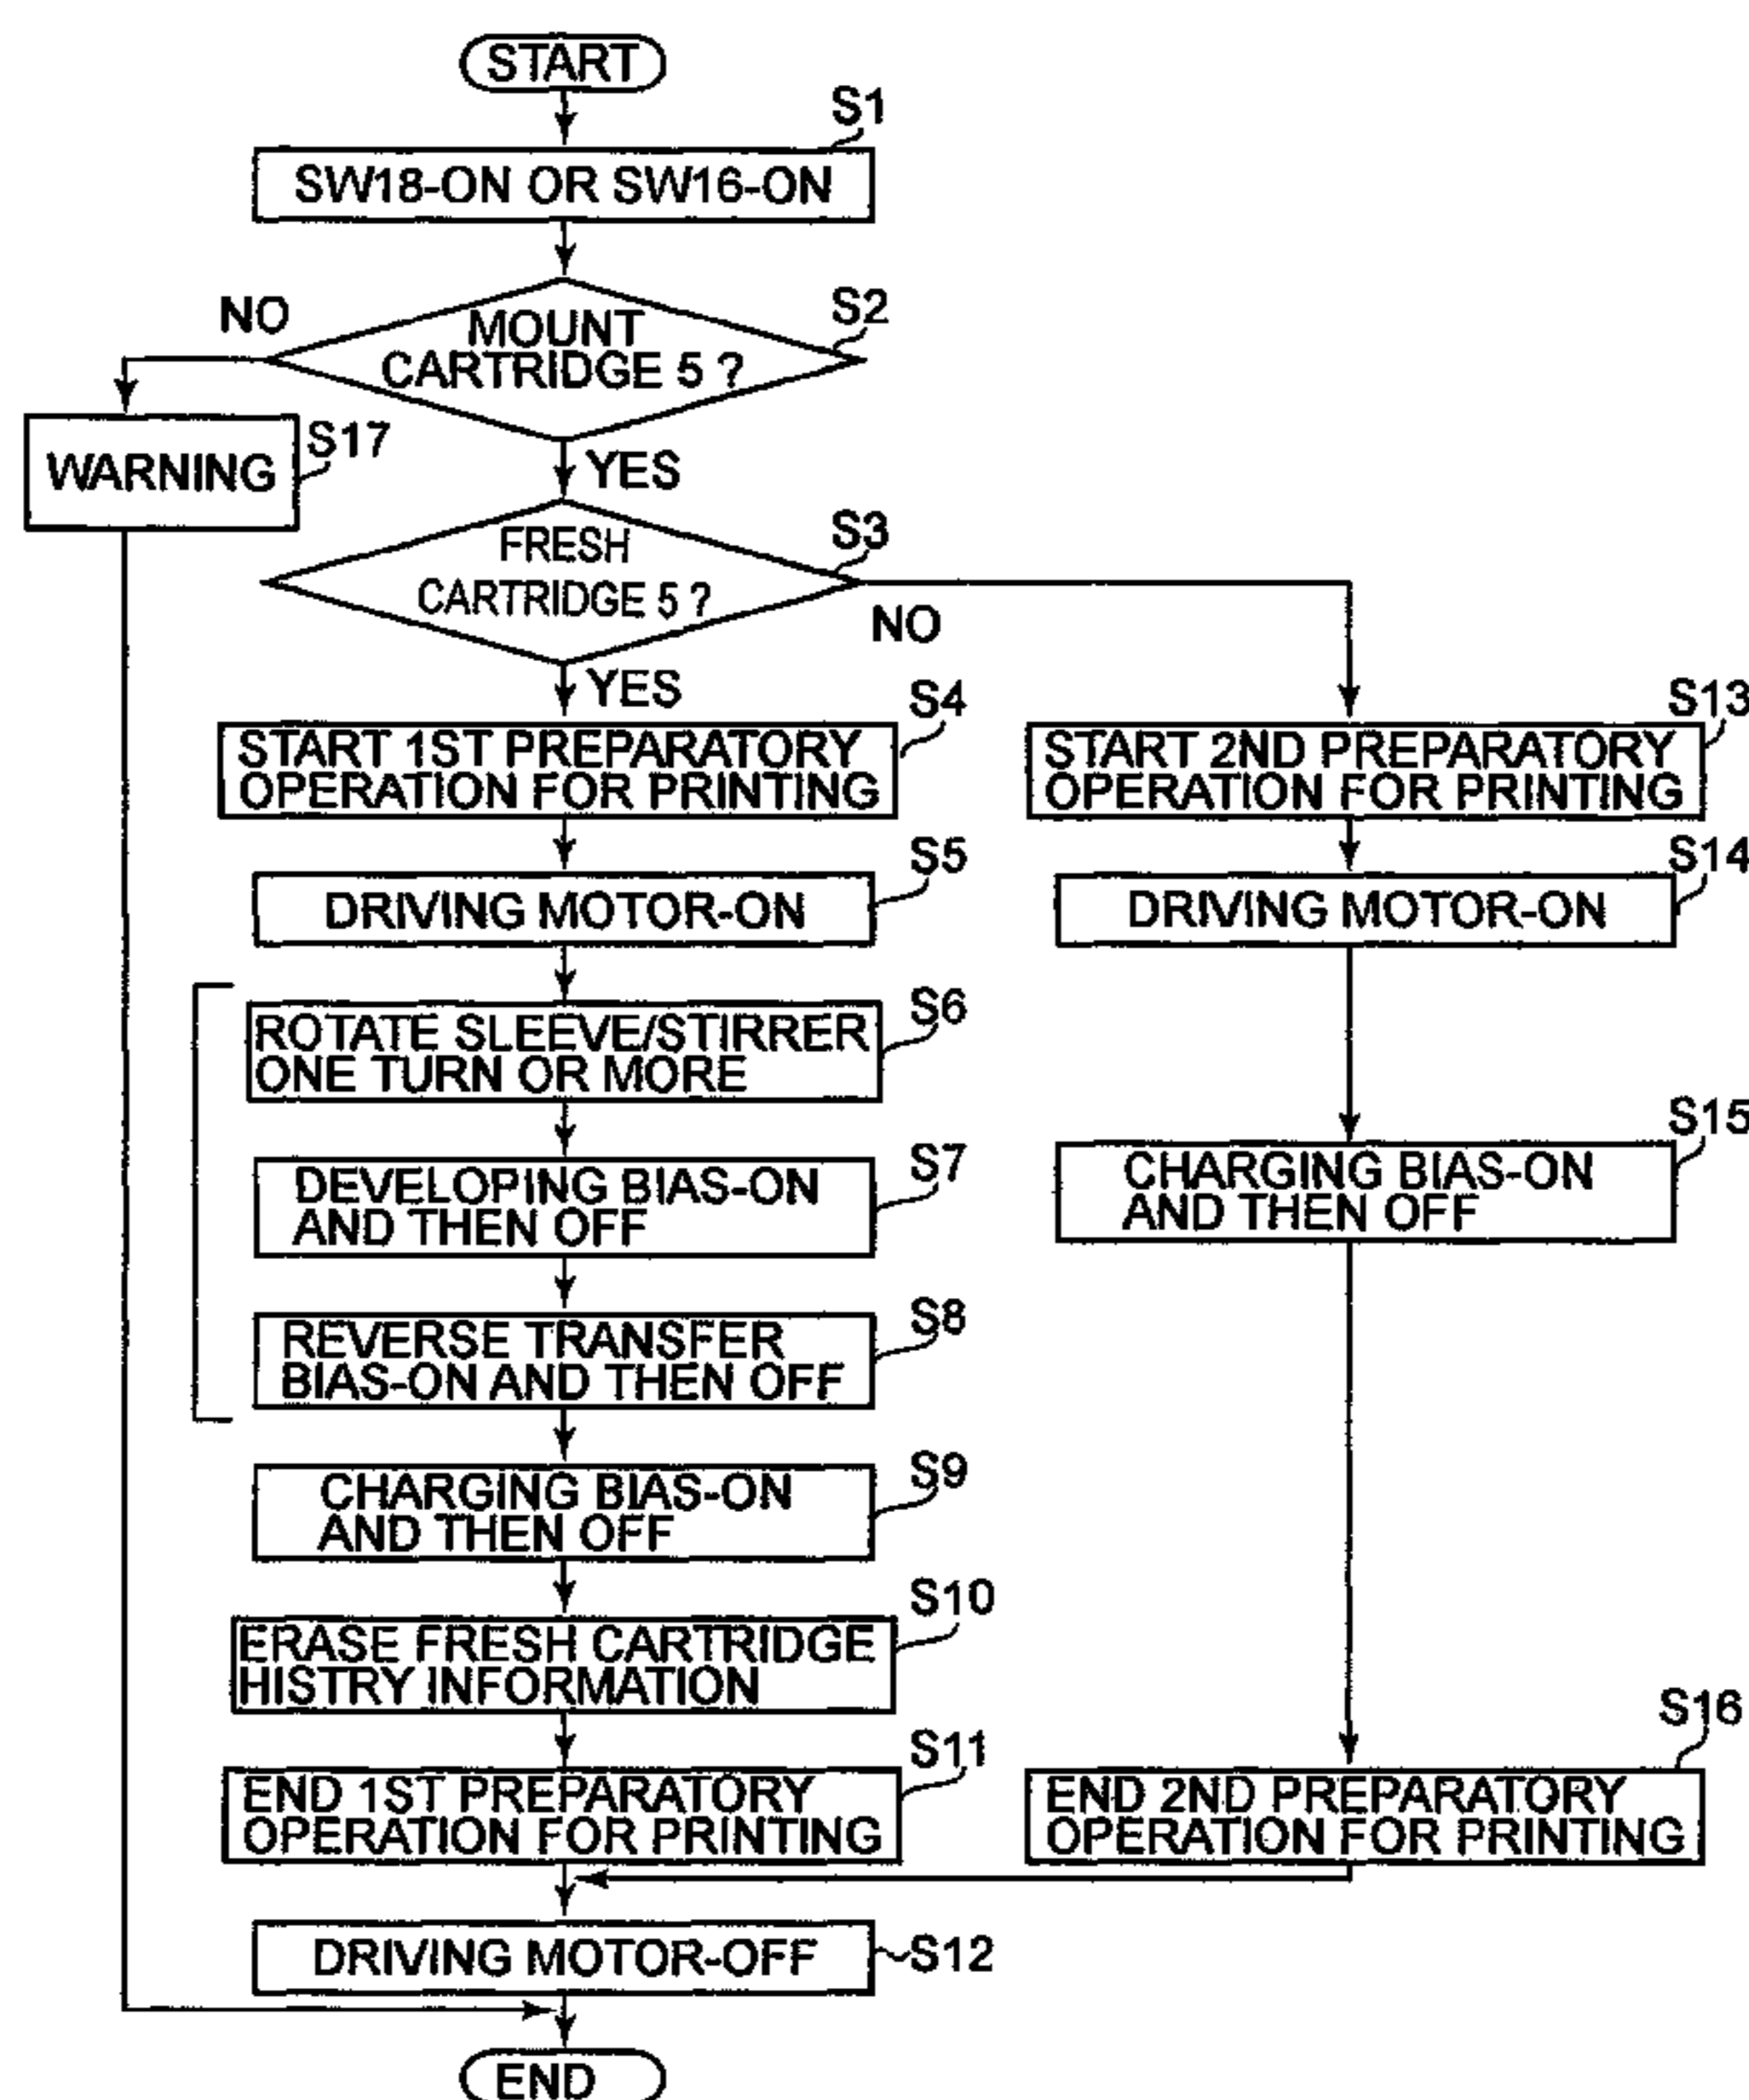 START
S1
SW18-ON OR SW16-ON
S2
NO
MOUNT
CARTRIDGE 5 ?
S17
WARNING
YES
S3
FRESH
CARTRIDGE 5 ?
NO
YES
S4
START 1ST PREPARATORY
OPERATION FOR PRINTING
S13
START 2ND PREPARATORY
OPERATION FOR PRINTING
S5
DRIVING MOTOR-ON
S14
DRIVING MOTOR-ON
S6
ROTATE SLEEVE/STIRRER
ONE TURN OR MORE
S7
DEVELOPING BIAS-ON
AND THEN OFF
S15
CHARGING BIAS-ON
AND THEN OFF
S8
REVERSE TRANSFER
BIAS-ON AND THEN OFF
S9
CHARGING BIAS-ON
AND THEN OFF
S10
ERASE FRESH CARTRIDGE
HISTRY INFORMATION
S11
END 1ST PREPARATORY
OPERATION FOR PRINTING
S16
END 2ND PREPARATORY
OPERATION FOR PRINTING
DRIVING MOTOR-OFF
S12
END